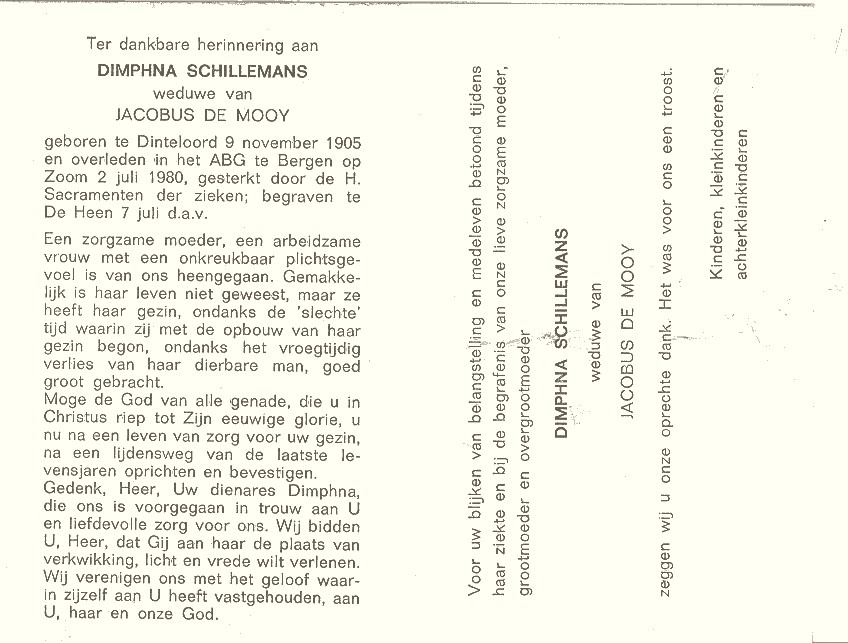 Ter dankbare herinnering aan
DIMPHNA SCHILLEMANS
weduwe van
JACOBUS DE MOOY
geboren te Dinteloord 9 november 1905
en overleden in het ABG te Bergen op
Zoom 2 juli 1980, gesterkt door de H.
Sacramenten der zieken; begraven te
De Heen 7 juli d.a.v.
Een zorgzame moeder, een arbeidzame
vrouw met een onkreukbaar plichtsge-
voel is van ons heengegaan. Gemakke-
lijk is haar leven niet geweest, maar ze
heeft haar gezin, ondanks de 'slechte'
tijd waarin zij met de opbouw van haar
gezin begon, ondanks het vroegtijdig
verlies van haar dierbare man, goed
groot gebracht.
Moge de God van alle genade, die u in
Christus riep tot Zijn eeuwige glorie, u
nu na een leven van zorg voor uw gezin,
na een lijdensweg van de laatste le-
vensjaren oprichten en bevestigen.
Gedenk, Heer, Uw dienares Dimphna,
die ons is voorgegaan in trouw aan U
en liefdevolle zorg voor ons. Wij bidden
U, Heer, dat Gij aan haar de plaats van
verkwikking, licht en vrede wilt verlenen.
Wij verenigen ons met het geloof waar-
in zijzelf aan U heeft vastgehouden, aan
U, haar en onze God.
Voor uw blijken van belangstelling en medeleven betoond tijdens
haar ziekte en bij de begrafenis van onze lieve zorgzame moeder,
grootmoeder en overgrootmoeder
DIMPHNA SCHILLEMANS
weduwe van
JACOBUS DE MOOY
zeggen wij u onze oprechte dank. Het was voor ons een troost.
Kinderen, kleinkinderen en
achterkleinkinderen